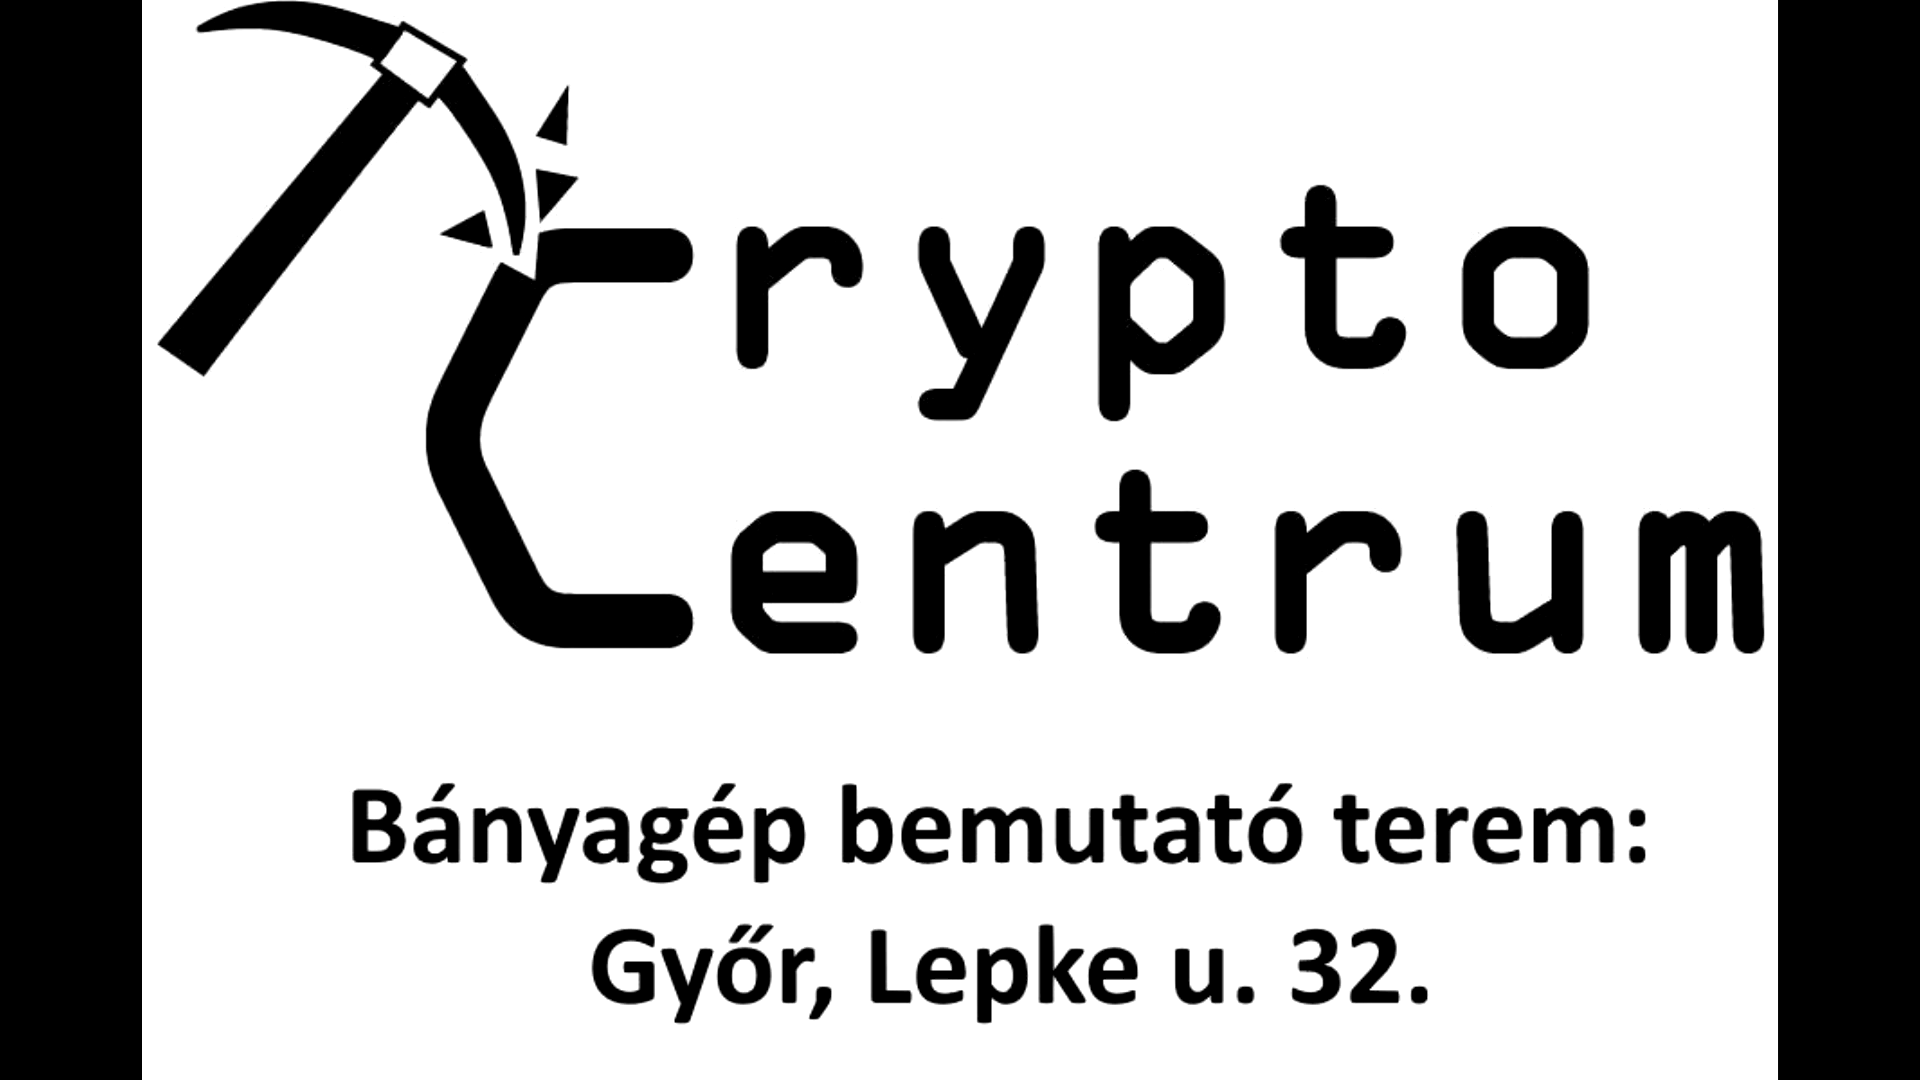 Crypto
Centrum
Bányagép bemutató terem:
Győr, Lepke u. 32.